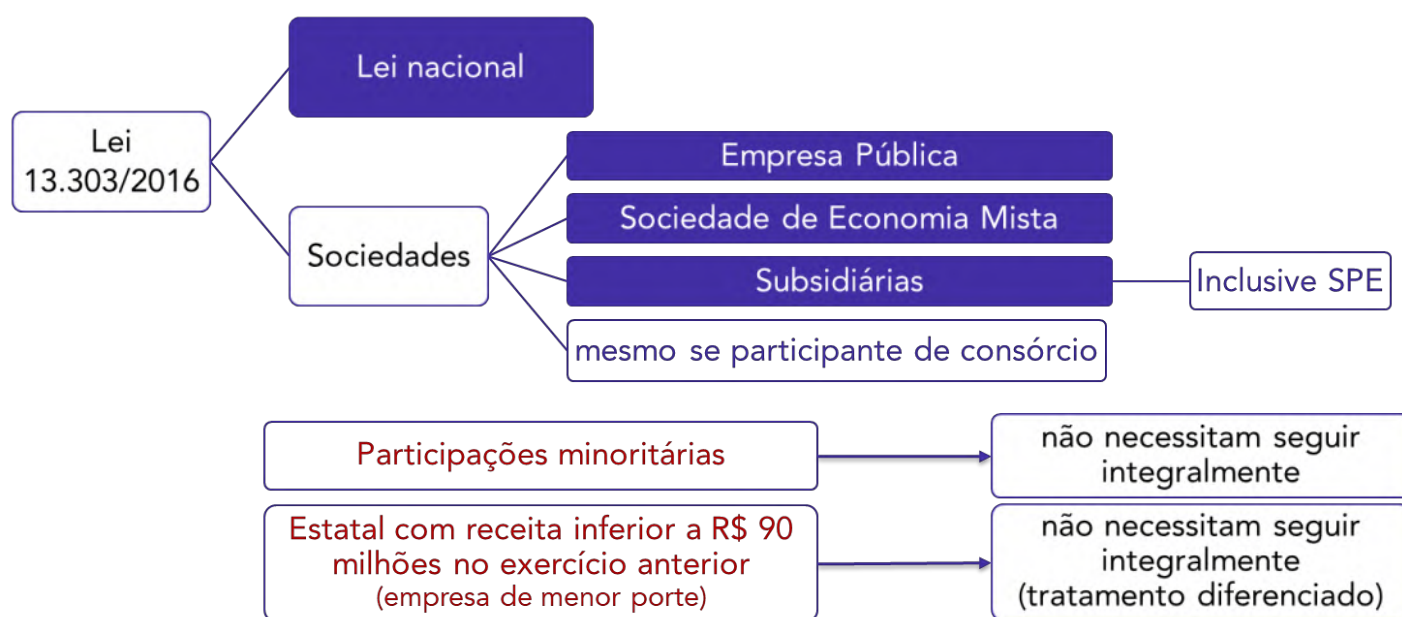 Lei nacional
Lei
13.303/2016
Sociedades
Empresa Pública
Sociedade de Economia Mista
Subsidiárias
Inclusive SPE
mesmo se participante de consórcio
Participações minoritárias
não necessitam seguir
integralmente
Estatal com receita inferior a R$ 90
milhões no exercício anterior
(empresa de menor porte)
não necessitam seguir
integralmente
(tratamento diferenciado)